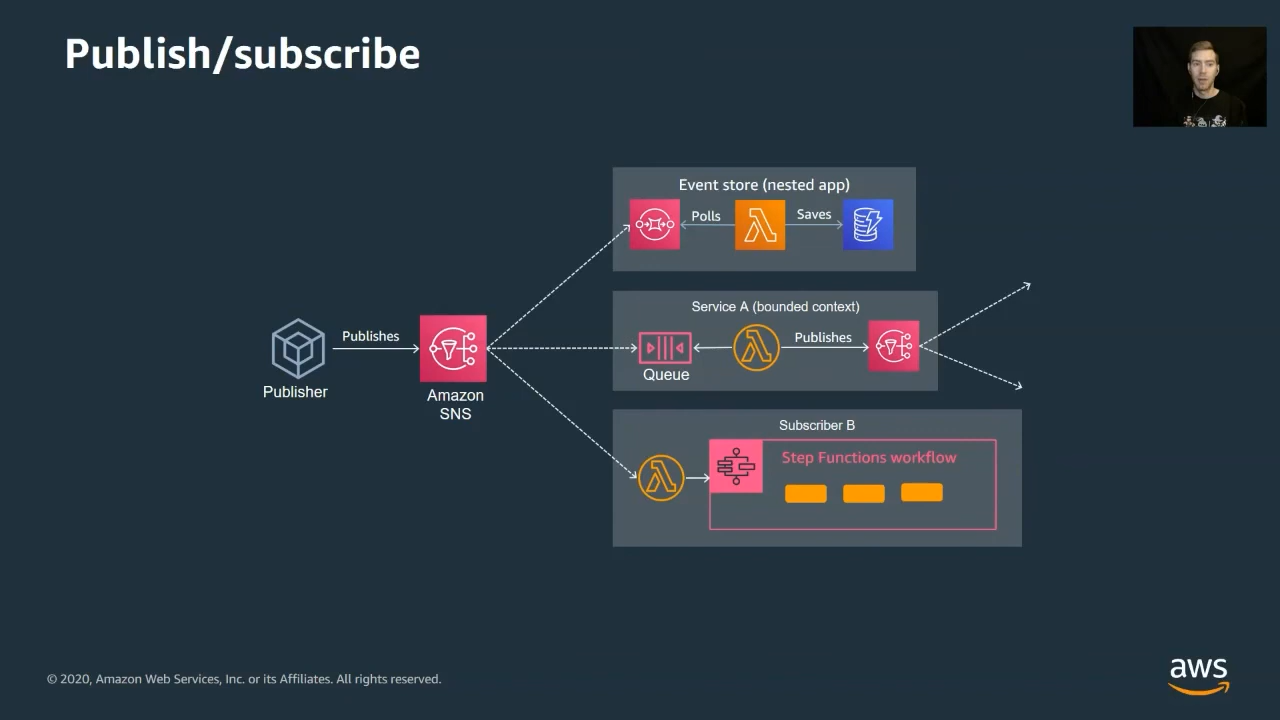 Publish/subscribe
Event store (nested app)
Polls
Saves
Service A (bounded context)
Publishes
Publishes
Queue
Publisher
Amazon
SNS
Subscriber B
Step Functions workflow
© 2020, Amazon Web Services, Inc. or its Affiliates. All rights reserved.
aws